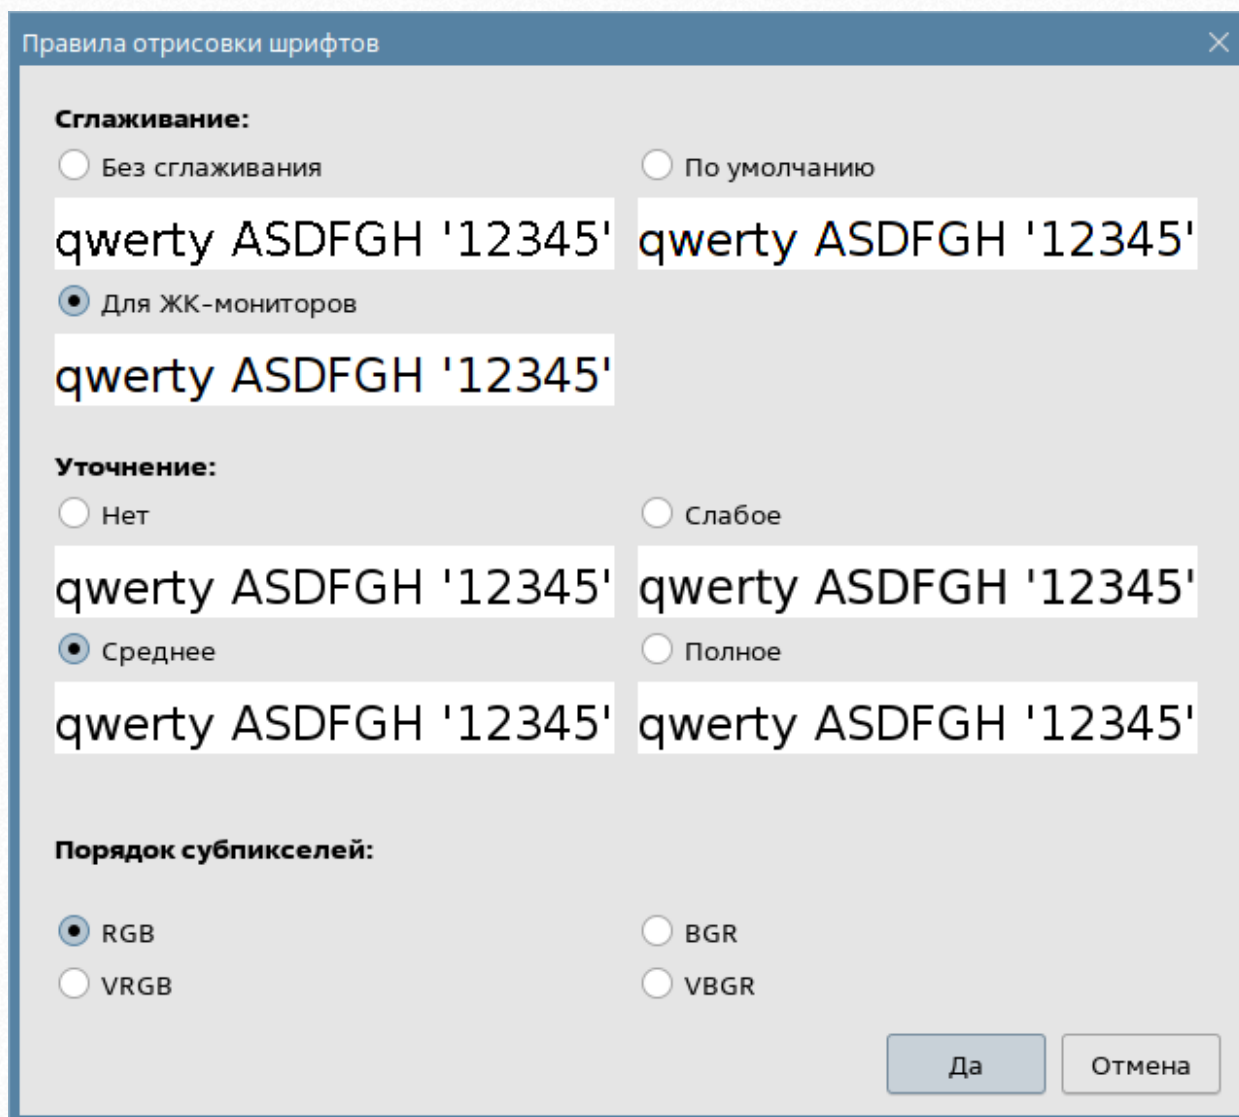 Правила отрисовки шрифтов
Сглаживание:
Без сглаживания По умолчанию
qwerty ASDFGH '12345' qwerty ASDFGH '12345'
Для ЖК-мониторов
qwerty ASDFGH '12345'
Уточнение:
Нет Слабое
qwerty ASDFGH '12345' qwerty ASDFGH '12345'
Среднее Полное
qwerty ASDFGH '12345' qwerty ASDFGH '12345'
Порядок субпикселей:
RGB BGR
VRGB VBGR
Да Отмена